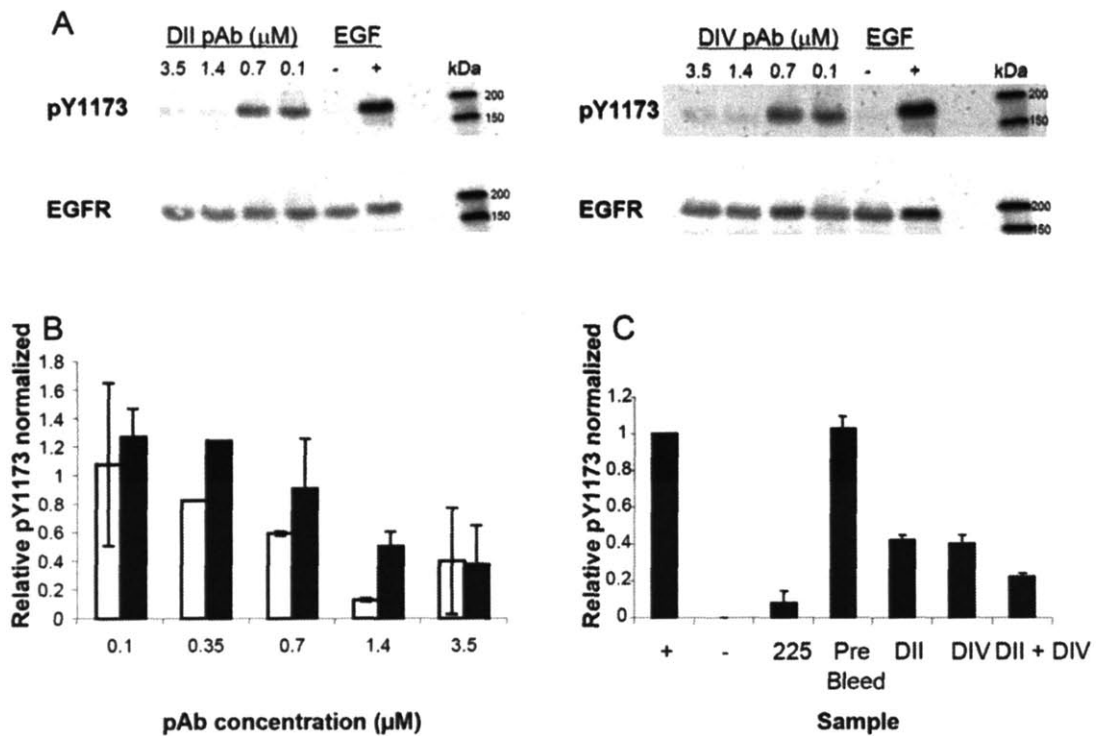 A
DII pAb (µM) EGF
3.5 1.4 0.7 0.1 - + kDa
pY1173
200
150
EGFR
200
150
DIV pAb (µM) EGF
3.5 1.4 0.7 0.1 - + kDa
pY1173
200
150
EGFR
200
150
B
Relative pY1173 normalized
1.8
1.6
1.4
1.2
1
0.8
0.6
0.4
0.2
0
0.1 0.35 0.7 1.4 3.5
pAb concentration (µM)
C
Relative pY1173 normalized
1.2
1
0.8
0.6
0.4
0.2
0
+ - 225 Pre DII DIV DII + DIV
Bleed
Sample